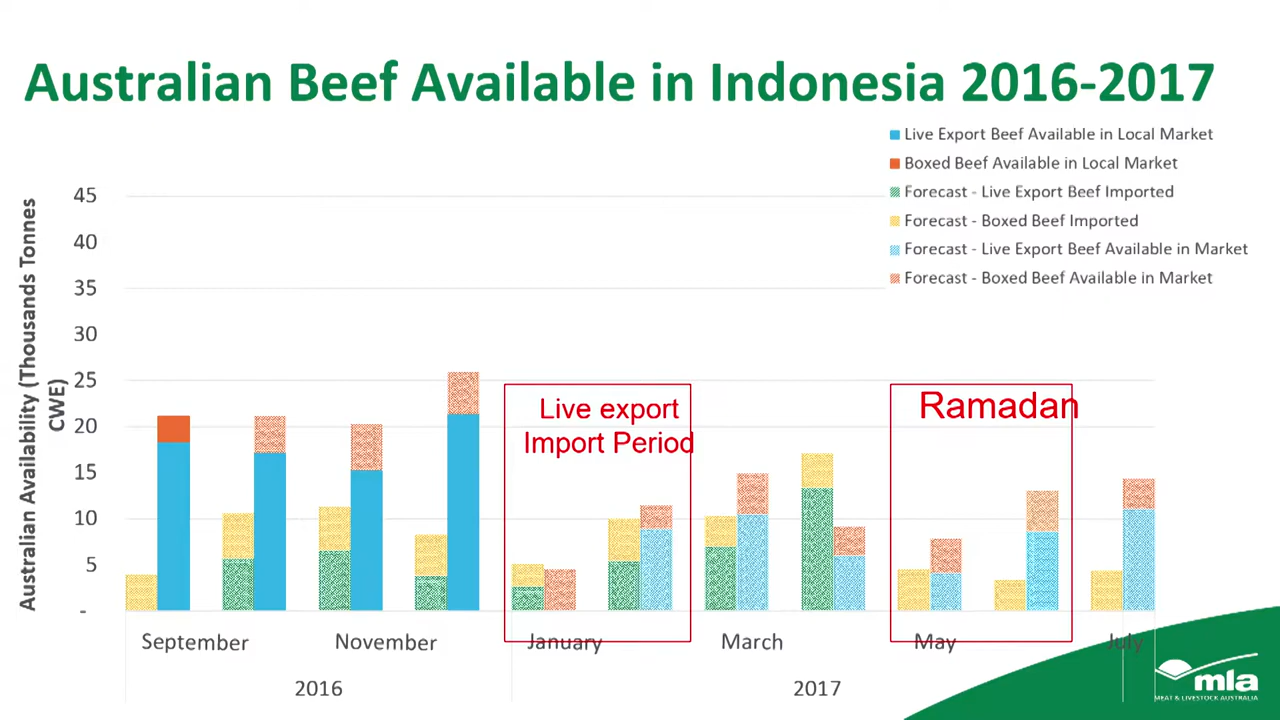 Australian Beef Available in Indonesia 2016-2017
Live Export Beef Available in Local Market
Boxed Beef Available in Local Market
Forecast - Live Export Beef Imported
Forecast - Boxed Beef Imported
Forecast - Live Export Beef Available in Market
Forecast - Boxed Beef Available in Market
Australian Availability (Thousands Tonnes
CWE)
45
40
35
30
25
20
15
10
5
-
Live export
Import Period
Ramadan
September
November
January
March
May
July
2016
2017
mla
MEAT & LIVESTOCK AUSTRALIA